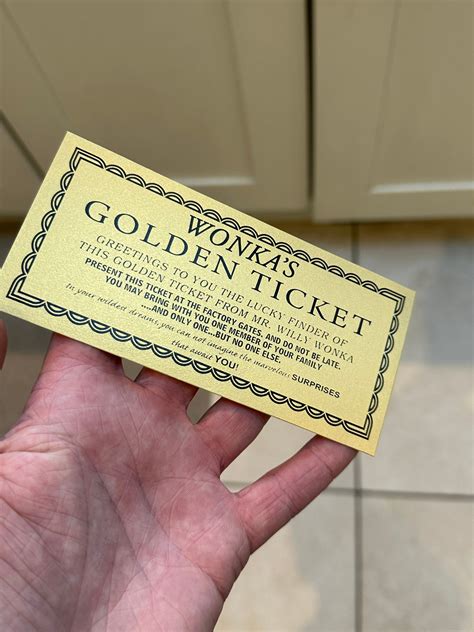 WONKA'S
GOLDEN TICKET
GREETINGS TO YOU THE LUCKY FINDER OF
THIS GOLDEN TICKET FROM MR. WILLY WONKA
PRESENT THIS TICKET AT THE FACTORY GATES. AND DO NOT BE LATE.
YOU MAY BRING WITH YOU ONE MEMBER OF YOUR FAMILY
....AND ONLY ONE...BUT NO ONE ELSE.
In your wildest dreams you can not imagine the marvelous SURPRISES
that await YOU!